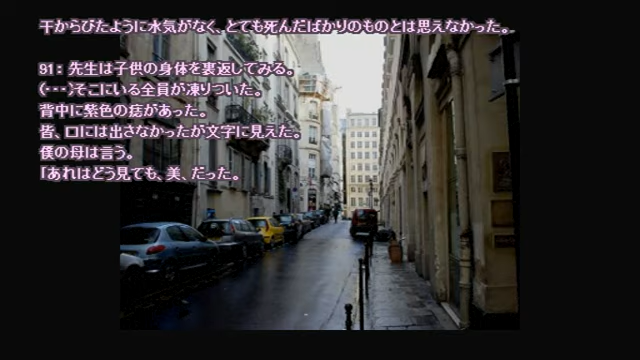 干からびたように水気がなく、とても死んだばかりのものとは思えなかった。
91： 先生は子供の身体を裏返してみる。
(・・・)そこにいる全員が凍りついた。
背中に紫色の痣があった。
皆、口には出さなかったが文字に見えた。
僕の母は言う。
「あれはどう見ても、美、だった。